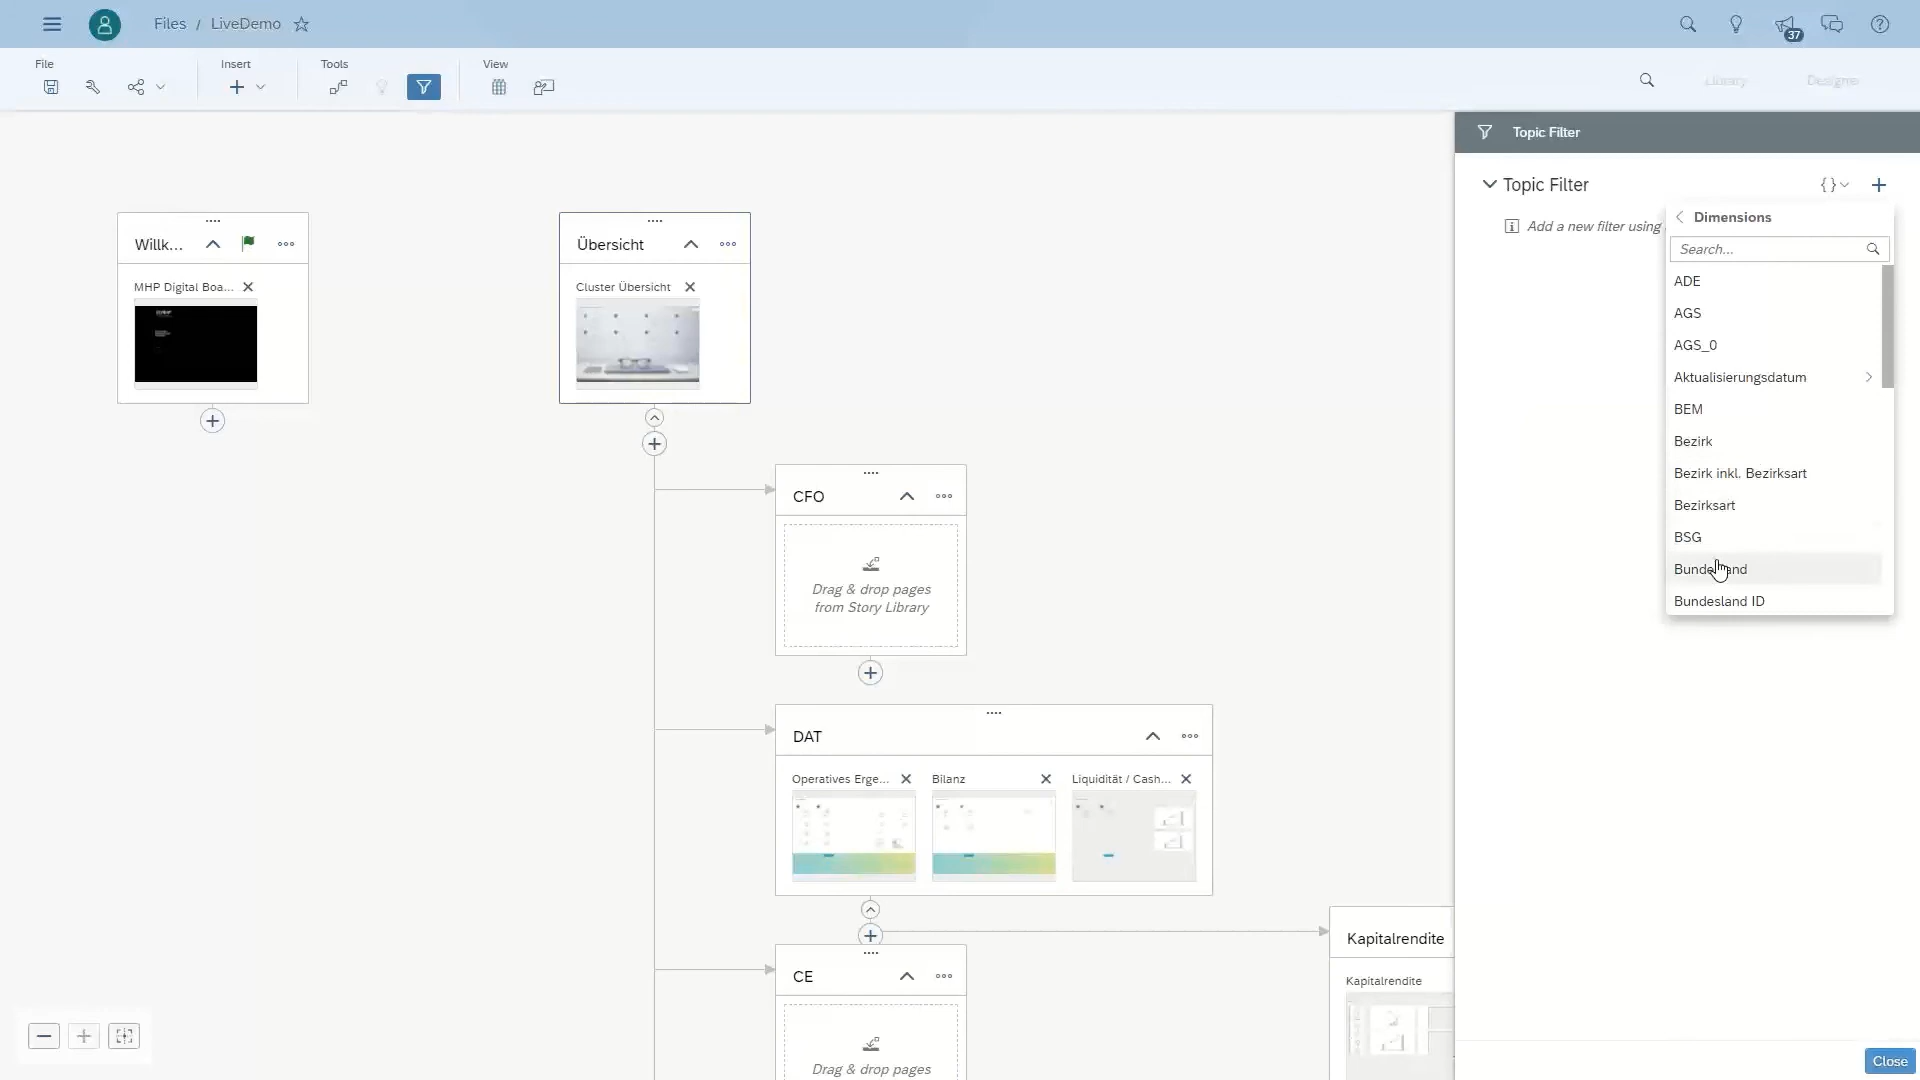 Files / LiveDemo
37
File
Insert
Tools
View
Library
Designer
Topic Filter
Topic Filter
{ }
Add a new filter using
Dimensions
Search...
ADE
AGS
AGS_0
Aktualisierungsdatum
BEM
Bezirk
Bezirk inkl. Bezirksart
Bezirksart
BSG
Bundesland
Bundesland ID
Willk...
MHP Digital Boa...
Übersicht
Cluster Übersicht
CFO
Drag & drop pages
from Story Library
DAT
Operatives Erge...
Bilanz
Liquidität / Cash...
Kapitalrendite
Kapitalrendite
CE
Drag & drop pages
Close